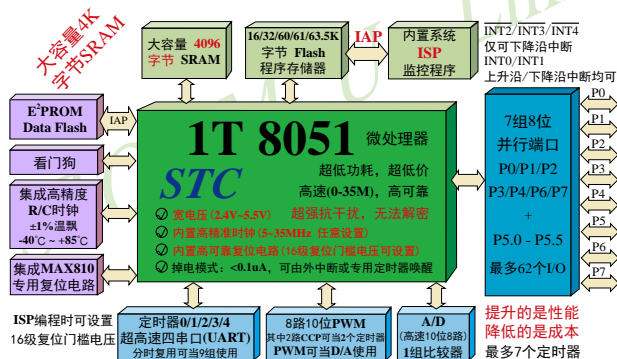 大容量4K
字节SRAM
大容量 4096
字节 SRAM
16/32/60/61/63.5K
字节 Flash
程序存储器
IAP
内置系统
ISP
监控程序
INT2/INT3/INT4
仅可下降沿中断
INT0/INT1
上升沿/下降沿中断均可
E²PROM
Data Flash
IAP
看门狗
集成高精度
R/C时钟
±1%温飘
-40℃ ~ +85℃
集成MAX810
专用复位电路
1T 8051 微处理器
STC
超低功耗，超低价
高速(0-35M)，高可靠
宽电压(2.4V~5.5V) 超强抗干扰，无法解密
内置高精准时钟(5~35MHz 任意设置)
内置高可靠复位电路(16级复位门槛电压可设置)
掉电模式：<0.1uA，可由外中断或专用定时器唤醒
7组8位
并行端口
P0/P1/P2
P3/P4/P6/P7
+
P5.0 - P5.5
最多62个I/O
P0
P1
P2
P3
P4
P5
P6
P7
ISP编程时可设置
16级复位门槛电压
定时器0/1/2/3/4
超高速四串口(UART)
分时复用可当9组使用
8路10位PWM
其中2路CCP可当2个定时器
PWM可当D/A使用
A/D
(高速10位8路)
1组比较器
提升的是性能
降低的是成本
最多7个定时器